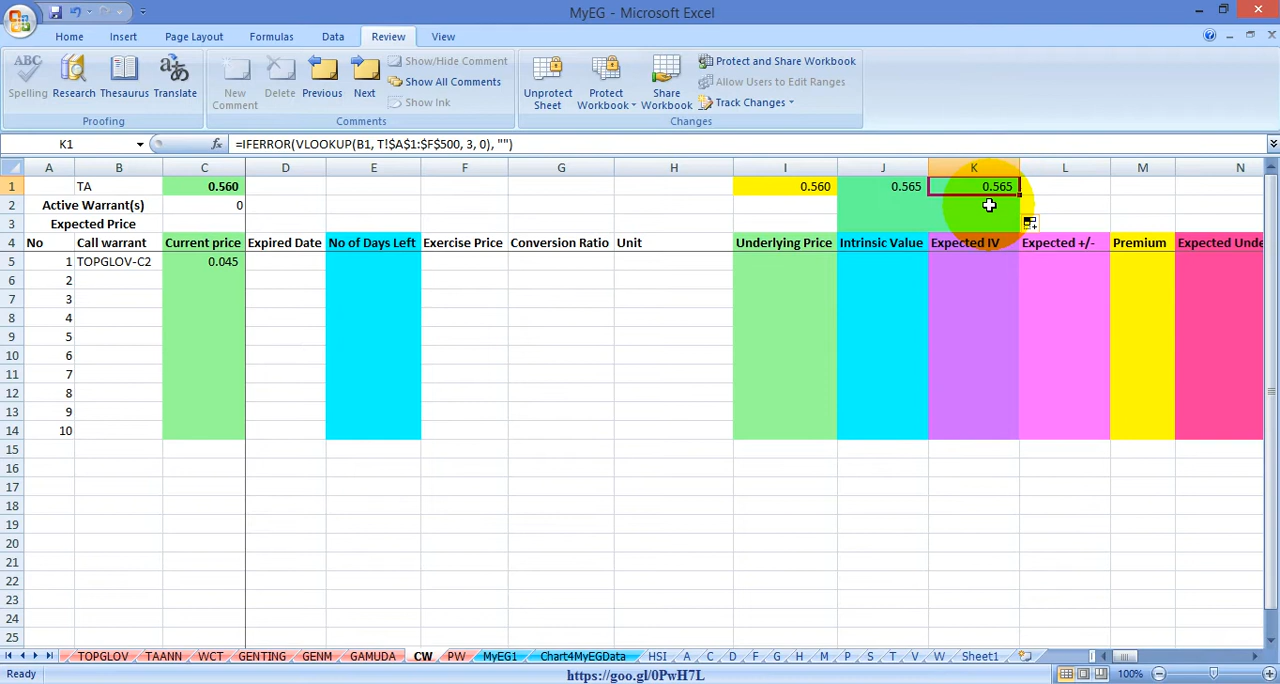 MyEG - Microsoft Excel
Home Insert Page Layout Formulas Data Review View
ABC
Spelling Research Thesaurus Translate
New Comment Delete Previous Next
Show/Hide Comment
Show All Comments
Show Ink
Unprotect Sheet Protect Workbook Share Workbook
Protect and Share Workbook
Allow Users to Edit Ranges
Track Changes
Proofing Comments Changes
K1 fx =IFERROR(VLOOKUP(B1, T!$A$1:$F$500, 3, 0), "")
A B C D E F G H I J K L M N
1 TA 0.560 0.560 0.565 0.565
2 Active Warrant(s) 0
3 Expected Price
4 No Call warrant Current price Expired Date No of Days Left Exercise Price Conversion Ratio Unit Underlying Price Intrinsic Value Expected IV Expected +/- Premium Expected Unde
5 1 TOPGLOV-C2 0.045
6 2
7 3
8 4
9 5
10 6
11 7
12 8
13 9
14 10
15
16
17
18
19
20
21
22
23
24
25
TOPGLOV TAANN WCT GENTING GENM GAMUDA CW PW MyEG1 Chart4MyEGData HSI A C D F G H M P S T V W Sheet1
Ready https://goo.gl/0PwH7L 100%